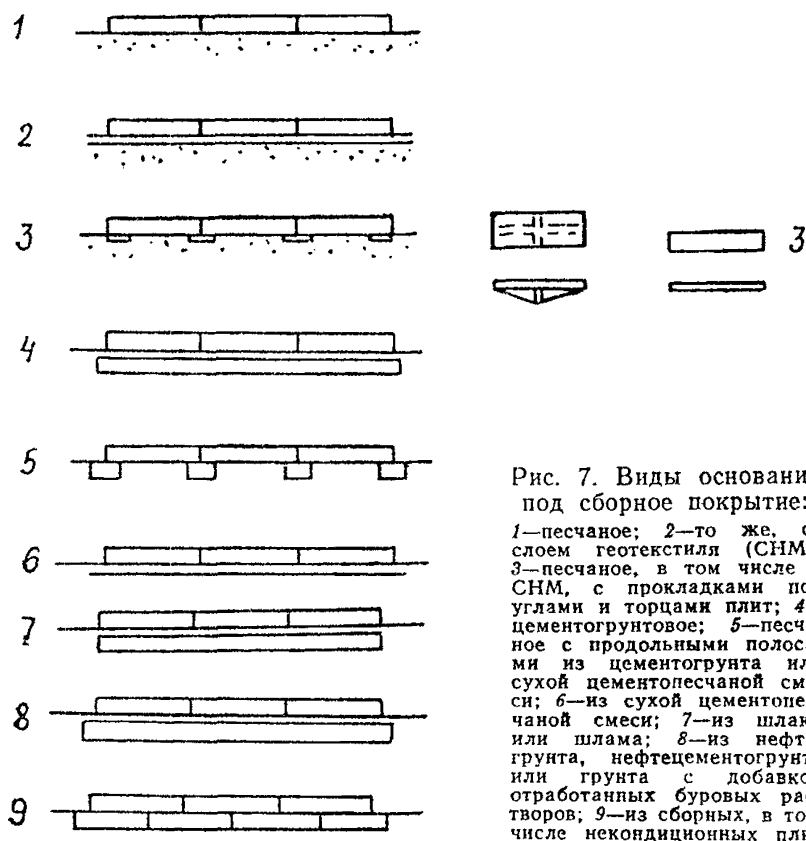 1
2
3
3
4
5
6
7
8
9
Рис. 7. Виды основани
под сборное покрытие:
1—песчаное; 2—то же, с
слоем геотекстиля (СНМ
3—песчаное, в том числе
СНМ, с прокладками по
углами и торцами плит; 4
цементогрунтовое; 5—песч
ное с продольными полос
ми из цементогрунта ил
сухой цементопесчаной см
си; 6—из сухой цементопе
чаной смеси; 7—из шлак
или шлама; 8—из нефт
грунта, нефтецементогрунт
или грунта с добавко
отработанных буровых рас
творов; 9—из сборных, в то
числе некондиционных пли